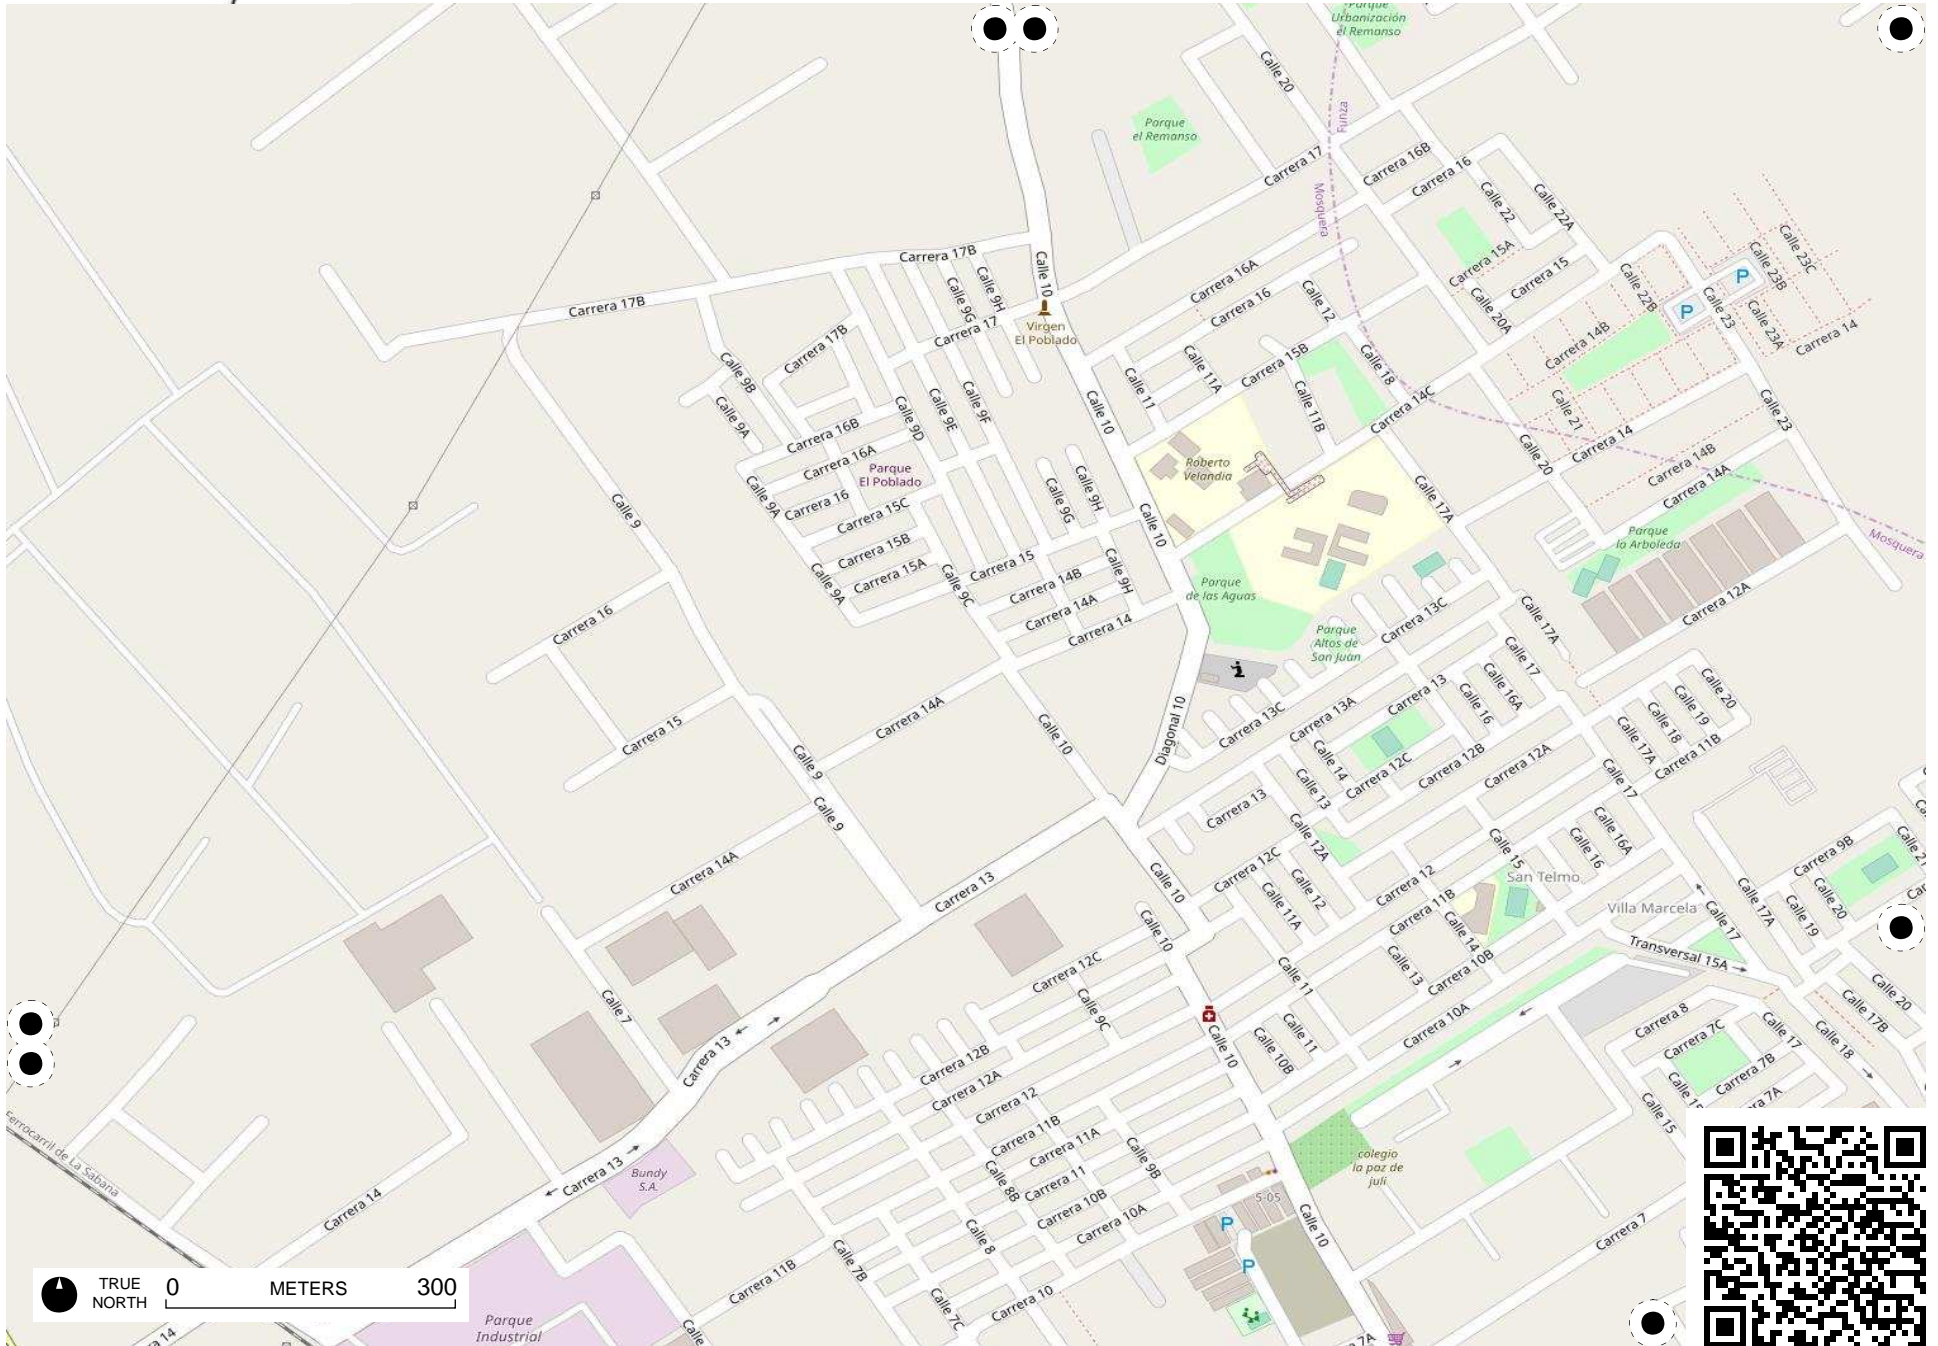 Parque
Urbanización
el Remanso
Calle 20
Funza
Parque
el Remanso
Carrera 17
Carrera 16B
Carrera 16
Mosquera
Calle 22
Calle 22A
Carrera 17B
Calle 10
Calle 9H
Calle 9G
Carrera 16A
Carrera 15A
Carrera 15
Calle 23C
Calle 23B
Calle 22B
Calle 23
Carrera 17B
Carrera 16
Calle 12
Calle 20A
P
P
Calle 23A
Carrera 14
Carrera 17
Virgen
El Poblado
Carrera 17B
Carrera 14B
Calle 9B
Carrera 15B
Calle 11A
Calle 18
Calle 11
Calle 11B
Carrera 14C
Calle 21
Calle 23
Calle 9A
Calle 9D
Calle 9E
Calle 9F
Calle 10
Carrera 16B
Carrera 16A
Parque
El Poblado
Roberto
Velandia
Calle 20
Carrera 14
Carrera 14B
Carrera 14A
Calle 9
Calle 9A
Carrera 16
Carrera 15C
Calle 9G
Calle 9H
Calle 10
Calle 17A
Parque
la Arboleda
Mosquera
Carrera 15B
Carrera 15A
Calle 9A
Carrera 15
Calle 9C
Carrera 14B
Carrera 14A
Carrera 14
Calle 9H
Parque
de las Aguas
Carrera 12A
Carrera 16
Parque
Altos de
San juan
Carrera 13C
Calle 17A
Calle 17
Calle 16A
Calle 16
Carrera 13
Calle 20
Calle 19
Calle 18
Calle 17A
Carrera 11B
Carrera 15
Carrera 14A
Calle 10
Diagonal 10
Carrera 13C
Carrera 13A
Calle 14
Carrera 12C
Carrera 12B
Carrera 12A
Calle 17
Calle 9
Calle 9
Calle 13
Carrera 13
Calle 12A
Calle 15
Calle 16
Calle 16A
Carrera 9B
Carrera 14A
Carrera 13
Calle 10
Carrera 12C
Calle 12
Calle 11A
Carrera 12
Carrera 11B
San Telmo
Villa Marcela
Calle 17
Calle 17A
Calle 19
Calle 20
Calle 10
Calle 14
Calle 13
Carrera 10B
Transversal 15A
Carrera 12C
Calle 11
Calle 7
Calle 9C
Calle 10
Calle 11
Calle 10B
Carrera 10A
Carrera 8
Carrera 7C
Carrera 7B
Calle 17
Calle 17B
Calle 20
Calle 18
Carrera 13
Carrera 12B
Carrera 12A
Carrera 12
Carrera 11B
Carrera 11A
Carrera 11
Carrera 10B
Carrera 10A
Calle 9B
Calle 8B
Calle 8
Calle 15
Ferrocarril de La Sabana
Carrera 13
Bundy
S.A.
colegio
la paz de
juli
5-05
P
P
Calle 10
Carrera 7
Carrera 14
Calle 7B
Carrera 11B
Calle 7C
Carrera 10
TRUE
NORTH
0 METERS 300
Parque
Industrial